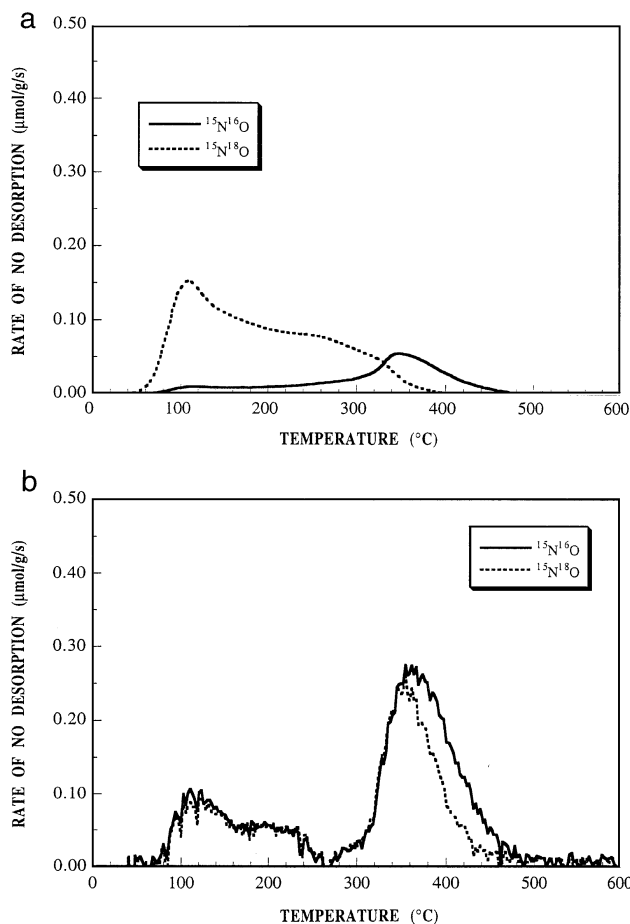 a
0.50
0.40
0.30
0.20
0.10
0.00
RATE OF NO DESORPTION (μmol/g/s)
¹⁵N¹⁶O
¹⁵N¹⁸O
0 100 200 300 400 500 600
TEMPERATURE (°C)
b
0.50
0.40
0.30
0.20
0.10
0.00
RATE OF NO DESORPTION (μmol/g/s)
¹⁵N¹⁶O
¹⁵N¹⁸O
0 100 200 300 400 500 600
TEMPERATURE (°C)